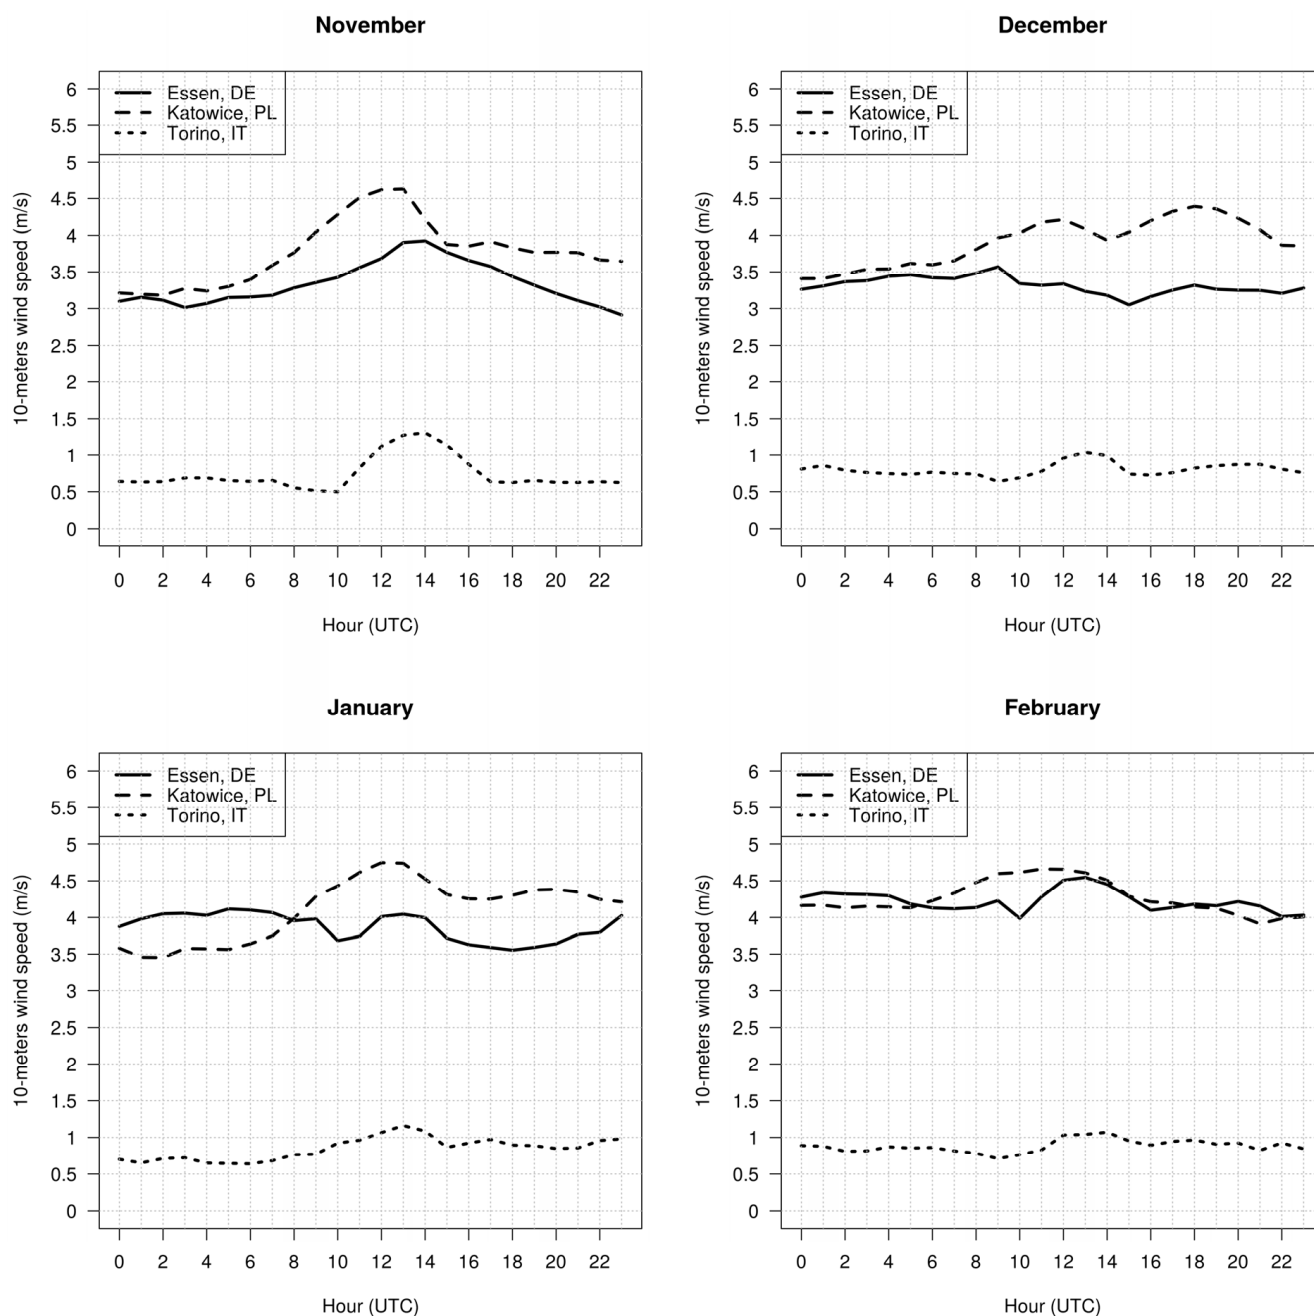 November
10-meters wind speed (m/s)
6
5.5
5
4.5
4
3.5
3
2.5
2
1.5
1
0.5
0
Essen, DE
Katowice, PL
Torino, IT
0 2 4 6 8 10 12 14 16 18 20 22
Hour (UTC)
December
10-meters wind speed (m/s)
6
5.5
5
4.5
4
3.5
3
2.5
2
1.5
1
0.5
0
Essen, DE
Katowice, PL
Torino, IT
0 2 4 6 8 10 12 14 16 18 20 22
Hour (UTC)
January
10-meters wind speed (m/s)
6
5.5
5
4.5
4
3.5
3
2.5
2
1.5
1
0.5
0
Essen, DE
Katowice, PL
Torino, IT
0 2 4 6 8 10 12 14 16 18 20 22
Hour (UTC)
February
10-meters wind speed (m/s)
6
5.5
5
4.5
4
3.5
3
2.5
2
1.5
1
0.5
0
Essen, DE
Katowice, PL
Torino, IT
0 2 4 6 8 10 12 14 16 18 20 22
Hour (UTC)